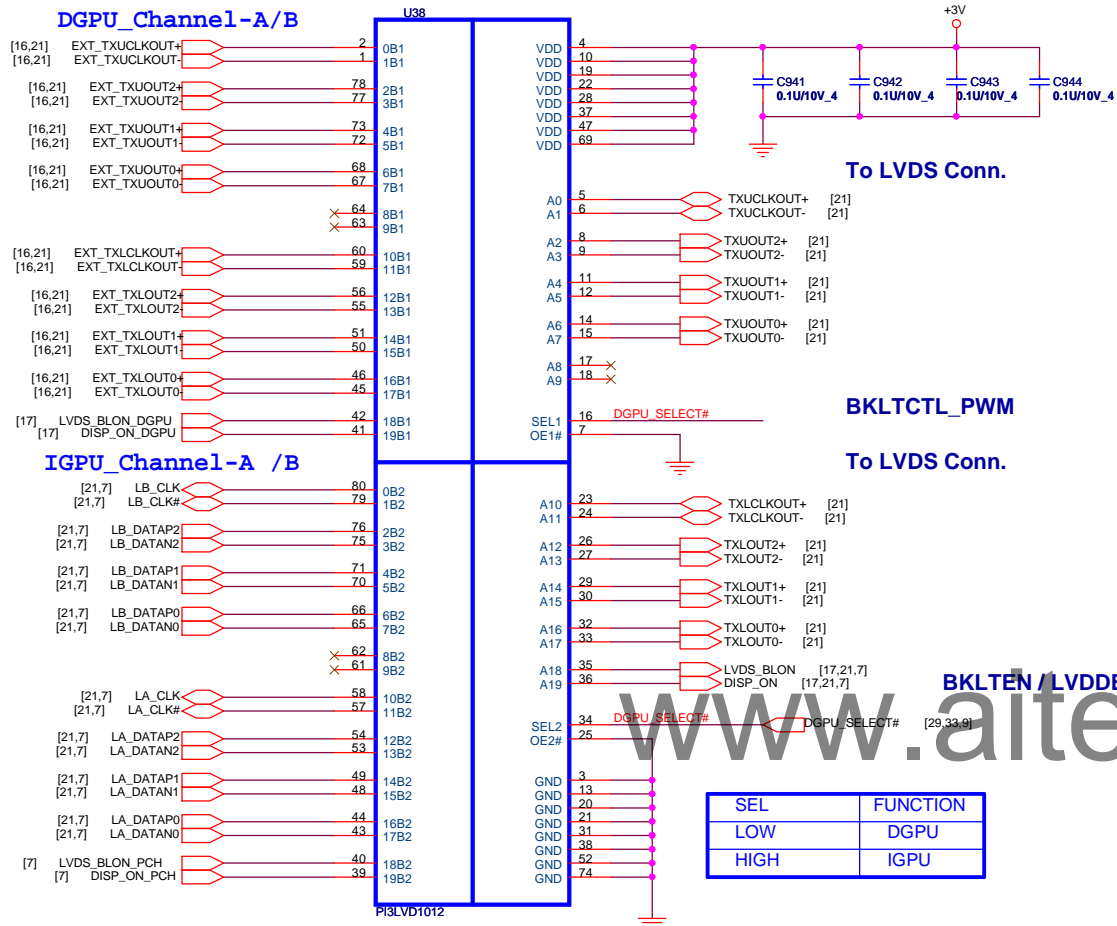 DGPU_Channel-A/B
U38
+3V
[16,21] EXT_TXUCLKOUT+ 2 0B1
[16,21] EXT_TXUCLKOUT- 1 1B1
[16,21] EXT_TXUOUT2+ 78 2B1
[16,21] EXT_TXUOUT2- 77 3B1
[16,21] EXT_TXUOUT1+ 73 4B1
[16,21] EXT_TXUOUT1- 72 5B1
[16,21] EXT_TXUOUT0+ 68 6B1
[16,21] EXT_TXUOUT0- 67 7B1
64 8B1
63 9B1
[16,21] EXT_TXLCLKOUT+ 60 10B1
[16,21] EXT_TXLCLKOUT- 59 11B1
[16,21] EXT_TXLOUT2+ 56 12B1
[16,21] EXT_TXLOUT2- 55 13B1
[16,21] EXT_TXLOUT1+ 51 14B1
[16,21] EXT_TXLOUT1- 50 15B1
[16,21] EXT_TXLOUT0+ 46 16B1
[16,21] EXT_TXLOUT0- 45 17B1
[17] LVDS_BLON_DGPU 42 18B1
[17] DISP_ON_DGPU 41 19B1
VDD 4
VDD 10
VDD 19
VDD 22
VDD 28
VDD 37
VDD 47
VDD 69
C941 0.1U/10V_4
C942 0.1U/10V_4
C943 0.1U/10V_4
C944 0.1U/10V_4
To LVDS Conn.
A0 5 TXUCLKOUT+ [21]
A1 6 TXUCLKOUT- [21]
A2 8 TXUOUT2+ [21]
A3 9 TXUOUT2- [21]
A4 11 TXUOUT1+ [21]
A5 12 TXUOUT1- [21]
A6 14 TXUOUT0+ [21]
A7 15 TXUOUT0- [21]
A8 17
A9 18
BKLTCTL_PWM
SEL1 16 DGPU_SELECT#
OE1# 7
IGPU_Channel-A /B
[21,7] LB_CLK 80 0B2
[21,7] LB_CLK# 79 1B2
[21,7] LB_DATAP2 76 2B2
[21,7] LB_DATAN2 75 3B2
[21,7] LB_DATAP1 71 4B2
[21,7] LB_DATAN1 70 5B2
[21,7] LB_DATAP0 66 6B2
[21,7] LB_DATAN0 65 7B2
62 8B2
61 9B2
[21,7] LA_CLK 58 10B2
[21,7] LA_CLK# 57 11B2
[21,7] LA_DATAP2 54 12B2
[21,7] LA_DATAN2 53 13B2
[21,7] LA_DATAP1 49 14B2
[21,7] LA_DATAN1 48 15B2
[21,7] LA_DATAP0 44 16B2
[21,7] LA_DATAN0 43 17B2
[7] LVDS_BLON_PCH 40 18B2
[7] DISP_ON_PCH 39 19B2
To LVDS Conn.
A10 23 TXLCLKOUT+ [21]
A11 24 TXLCLKOUT- [21]
A12 26 TXLOUT2+ [21]
A13 27 TXLOUT2- [21]
A14 29 TXLOUT1+ [21]
A15 30 TXLOUT1- [21]
A16 32 TXLOUT0+ [21]
A17 33 TXLOUT0- [21]
A18 35 LVDS_BLON [17,21,7]
A19 36 DISP_ON [17,21,7]
BKLTEN / LVDDE
SEL2 34 DGPU_SELECT# DGPU_SELECT# [29,33,9]
OE2# 25
www.aite
GND 3
GND 13
GND 20
GND 21
GND 31
GND 38
GND 52
GND 74
SEL FUNCTION
LOW DGPU
HIGH IGPU
PI3LVD1012